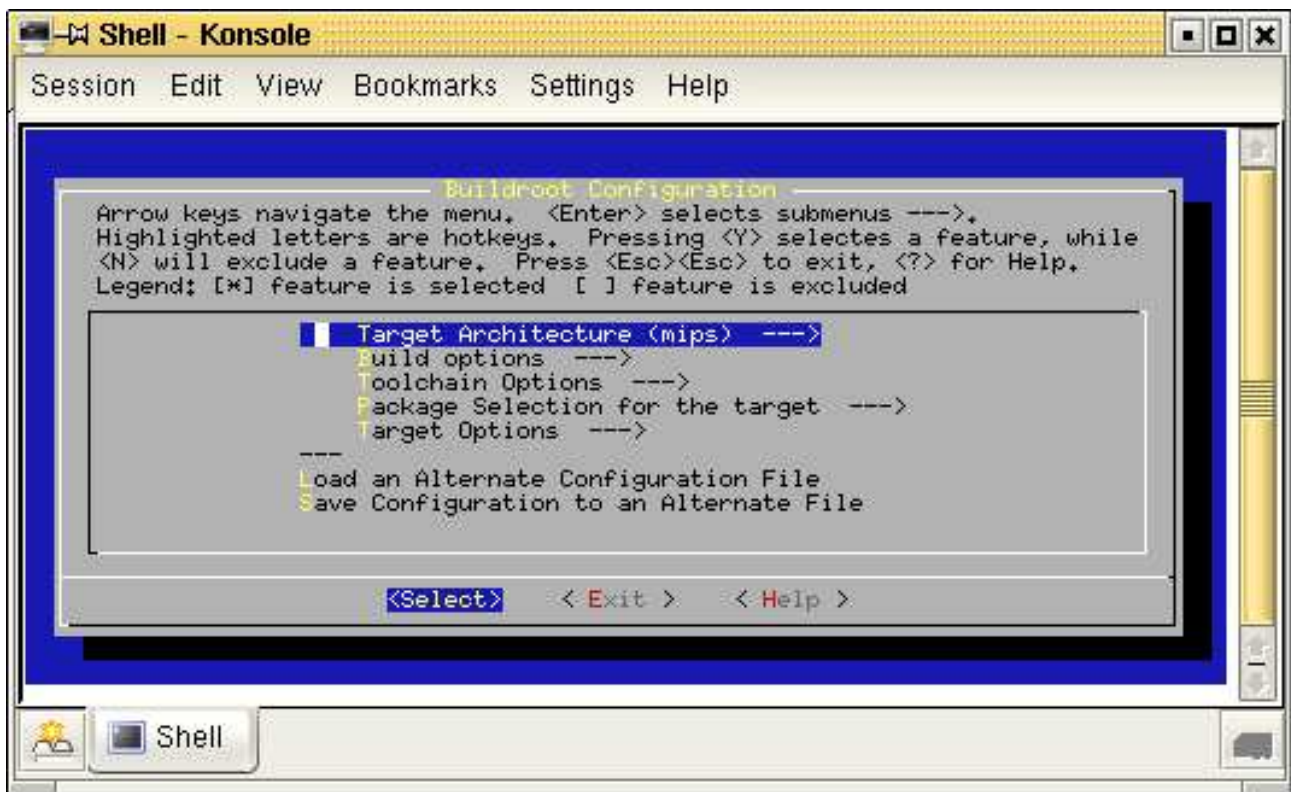 Shell - Konsole
Session Edit View Bookmarks Settings Help
Buildroot Configuration
Arrow keys navigate the menu. <Enter> selects submenus --->.
Highlighted letters are hotkeys. Pressing <Y> selectes a feature, while
<N> will exclude a feature. Press <Esc><Esc> to exit, <?> for Help.
Legend: [*] feature is selected [ ] feature is excluded
Target Architecture (mips) --->
Build options --->
Toolchain Options --->
Package Selection for the target --->
Target Options --->
---
Load an Alternate Configuration File
Save Configuration to an Alternate File
<Select> < Exit > < Help >
Shell